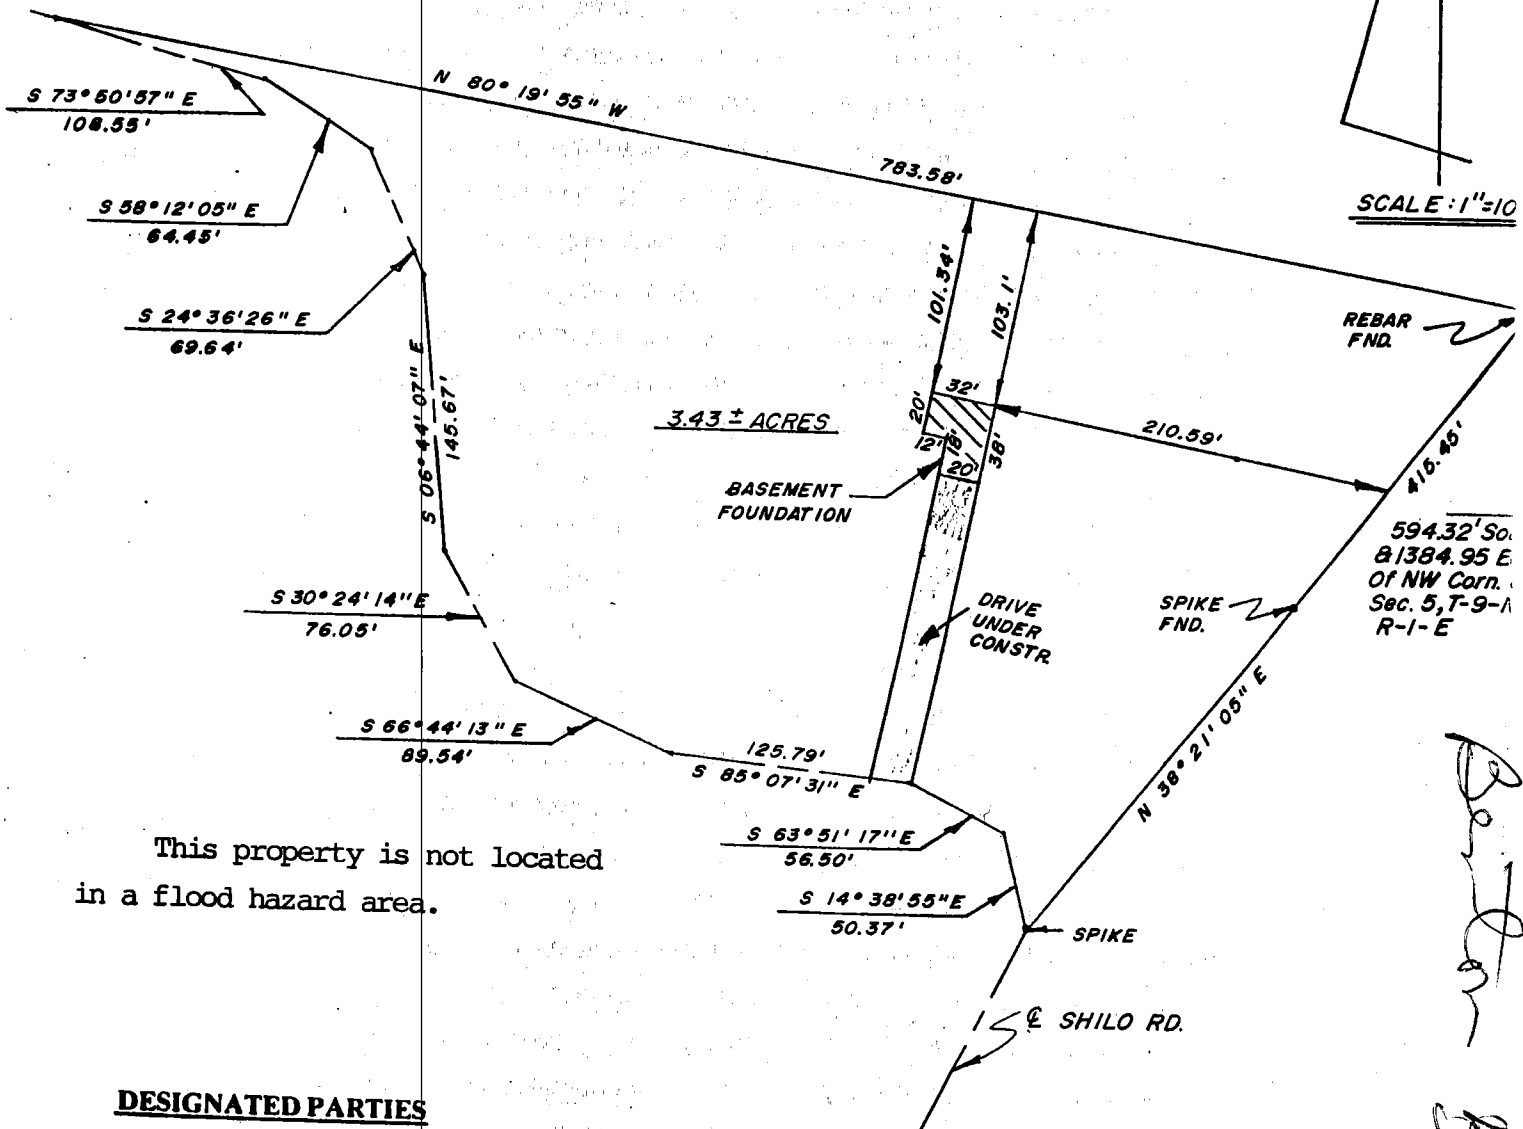 N 80° 19' 55" W
783.58'
S 73° 50' 57" E
108.55'
S 58° 12' 05" E
64.45'
S 24° 36' 26" E
69.64'
S 06° 44' 07" E
145.67'
S 30° 24' 14" E
76.05'
S 66° 44' 13" E
89.54'
125.79'
S 85° 07' 31" E
S 63° 51' 17" E
56.50'
S 14° 38' 55" E
50.37'
SCALE: 1"=10
REBAR
FND.
101.34'
103.1'
32'
20'
12'
18'
20'
38'
210.59'
415.45'
3.43 ± ACRES
BASEMENT
FOUNDATION
DRIVE
UNDER
CONSTR.
SPIKE
FND.
594.32' So
& 1384.95 E
Of NW Corn.
Sec. 5, T-9-
R-1-E
N 38° 21' 05" E
SPIKE
℄ SHILO RD.
This property is not located
in a flood hazard area.
DESIGNATED PARTIES